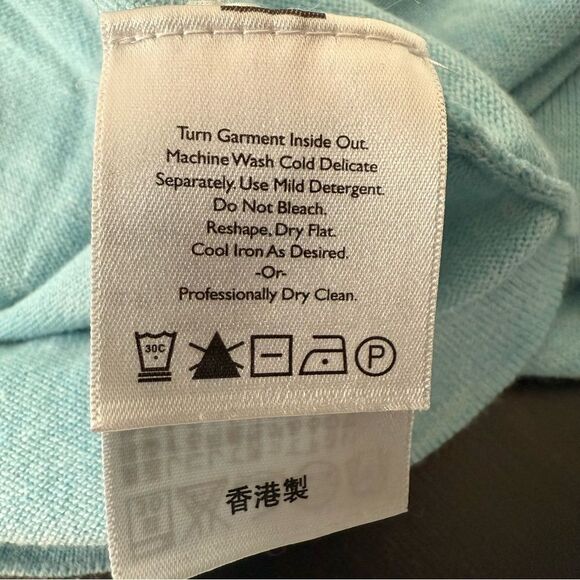 Turn Garment Inside Out.
Machine Wash Cold Delicate
Separately. Use Mild Detergent.
Do Not Bleach.
Reshape, Dry Flat.
Cool Iron As Desired.
-Or-
Professionally Dry Clean.
30C P
香港製